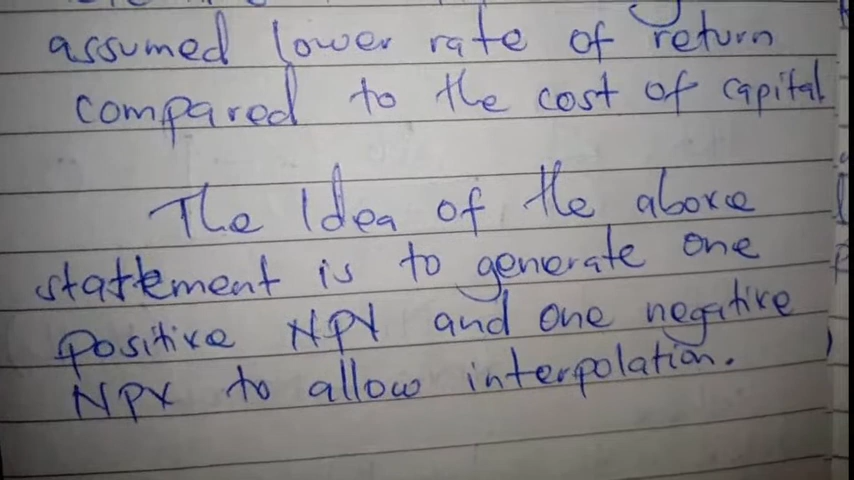 assumed lower rate of return
compared to the cost of capital
The Idea of the above
statement is to generate one
positive NPV and one negative
NPV to allow interpolation.